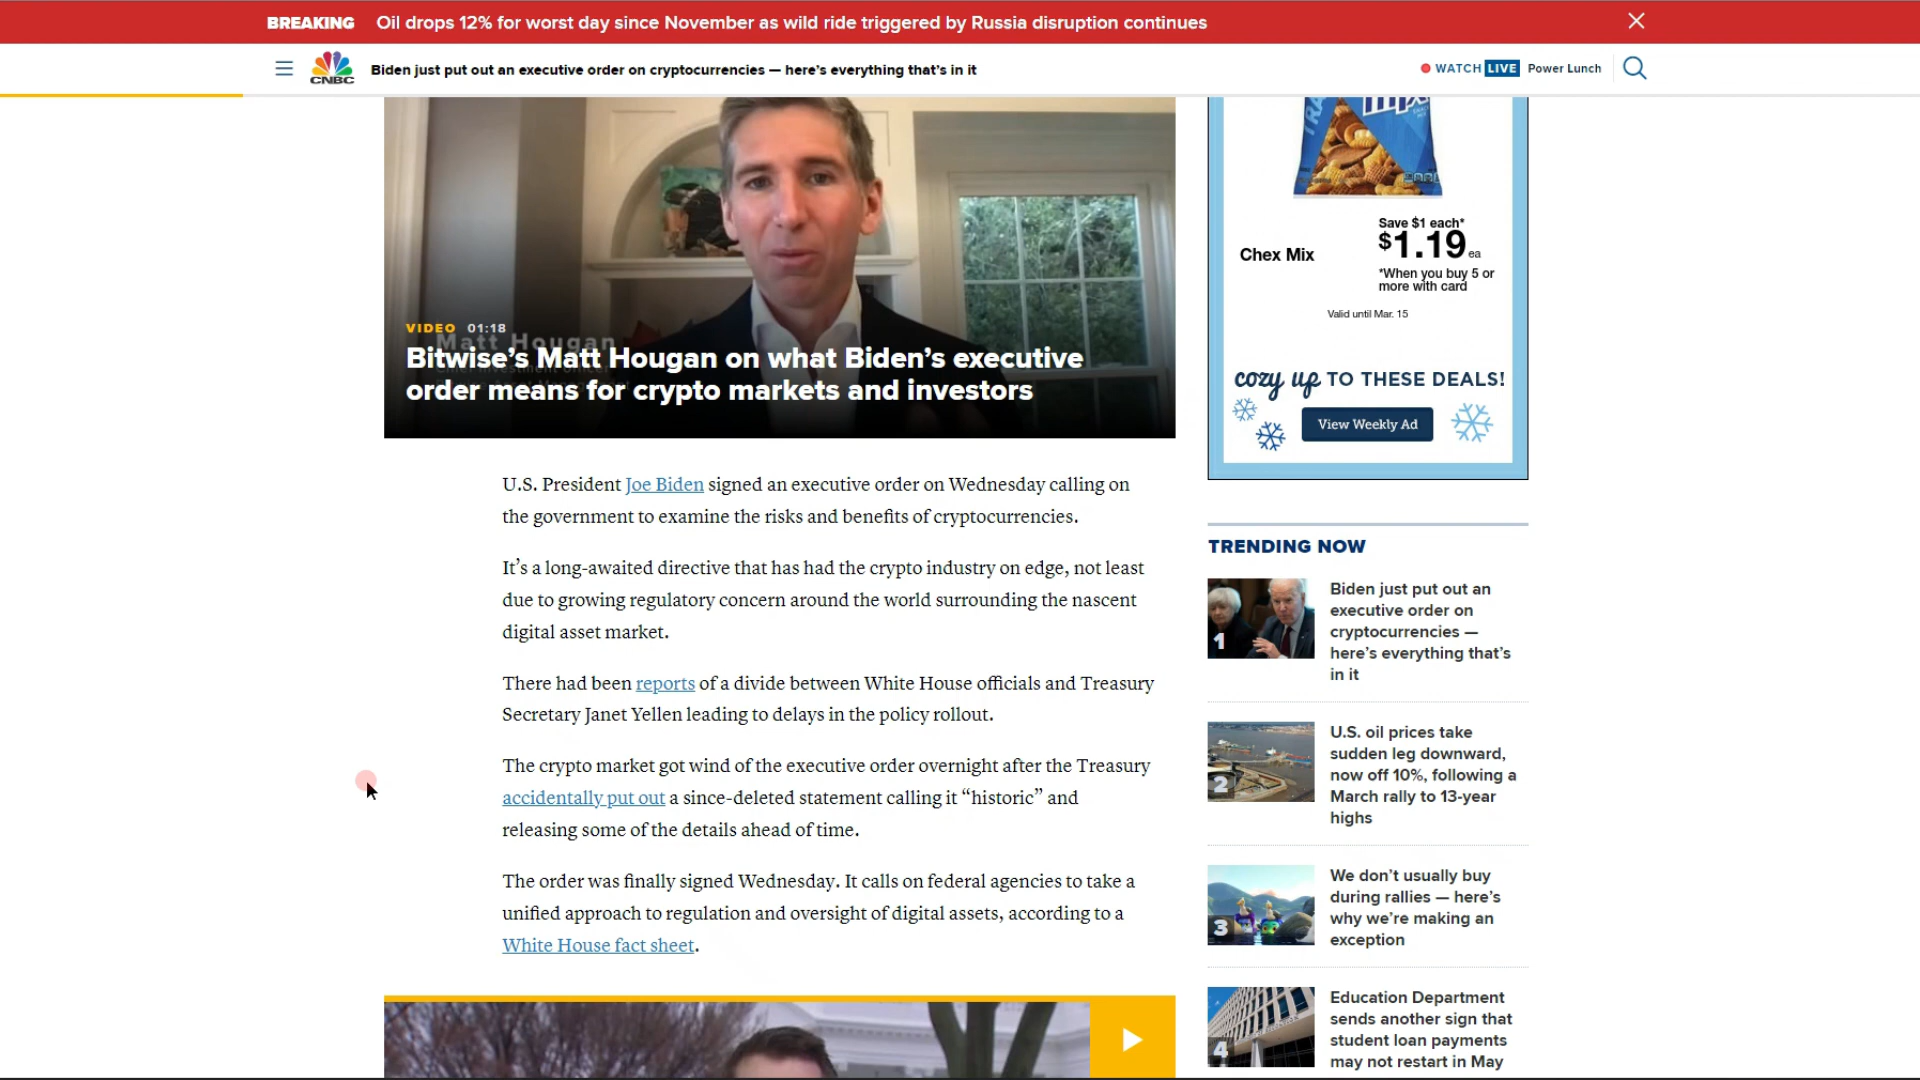 BREAKING Oil drops 12% for worst day since November as wild ride triggered by Russia disruption continues
CNBC
Biden just put out an executive order on cryptocurrencies — here's everything that's in it
WATCH LIVE Power Lunch
VIDEO 01:18
Matt Hougan
Bitwise's Matt Hougan on what Biden's executive
order means for crypto markets and investors
U.S. President Joe Biden signed an executive order on Wednesday calling on
the government to examine the risks and benefits of cryptocurrencies.
It's a long-awaited directive that has had the crypto industry on edge, not least
due to growing regulatory concern around the world surrounding the nascent
digital asset market.
There had been reports of a divide between White House officials and Treasury
Secretary Janet Yellen leading to delays in the policy rollout.
The crypto market got wind of the executive order overnight after the Treasury
accidentally put out a since-deleted statement calling it “historic” and
releasing some of the details ahead of time.
The order was finally signed Wednesday. It calls on federal agencies to take a
unified approach to regulation and oversight of digital assets, according to a
White House fact sheet.
Save $1 each*
Chex Mix
$1.19 ea
*When you buy 5 or
more with card
Valid until Mar. 15
cozy up TO THESE DEALS!
View Weekly Ad
TRENDING NOW
1
Biden just put out an
executive order on
cryptocurrencies —
here's everything that's
in it
2
U.S. oil prices take
sudden leg downward,
now off 10%, following a
March rally to 13-year
highs
3
We don't usually buy
during rallies — here's
why we're making an
exception
4
Education Department
sends another sign that
student loan payments
may not restart in May